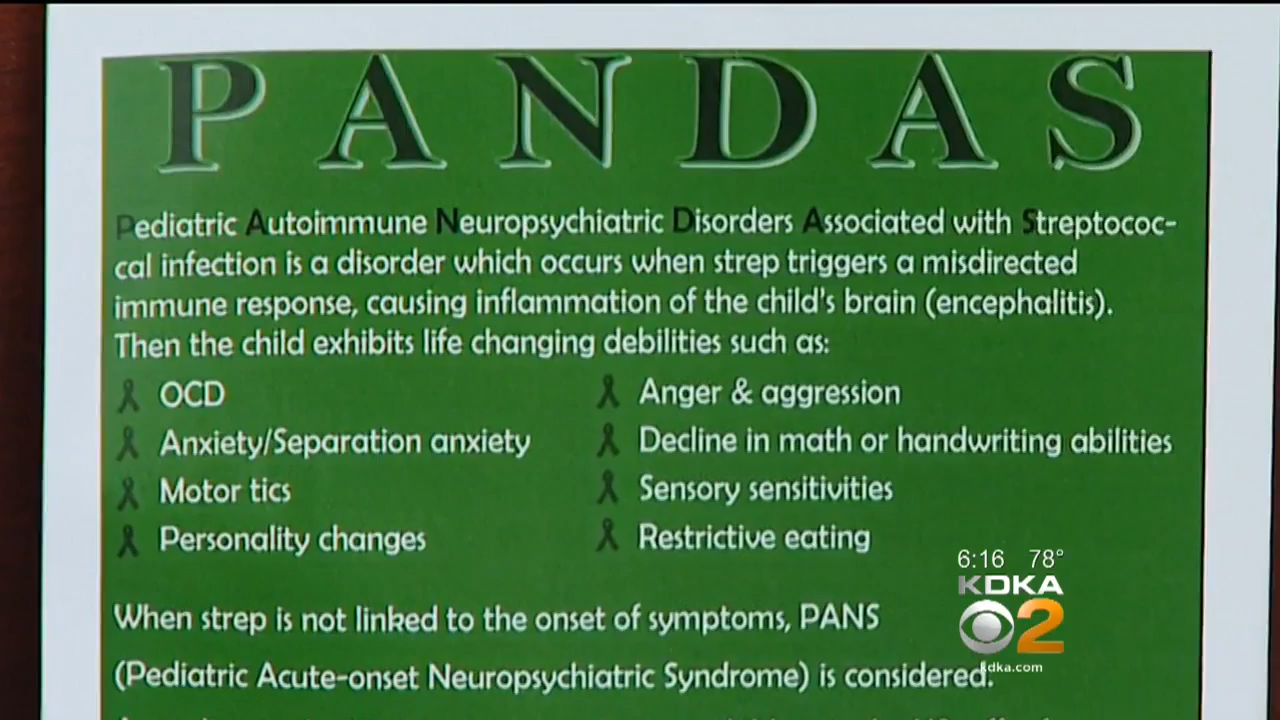 PANDAS
Pediatric Autoimmune Neuropsychiatric Disorders Associated with Streptococ-
cal infection is a disorder which occurs when strep triggers a misdirected
immune response, causing inflammation of the child's brain (encephalitis).
Then the child exhibits life changing debilities such as:
OCD
Anxiety/Separation anxiety
Motor tics
Personality changes
Anger & aggression
Decline in math or handwriting abilities
Sensory sensitivities
Restrictive eating
When strep is not linked to the onset of symptoms, PANS
(Pediatric Acute-onset Neuropsychiatric Syndrome) is considered.
6:16 78°
KDKA
2
kdka.com